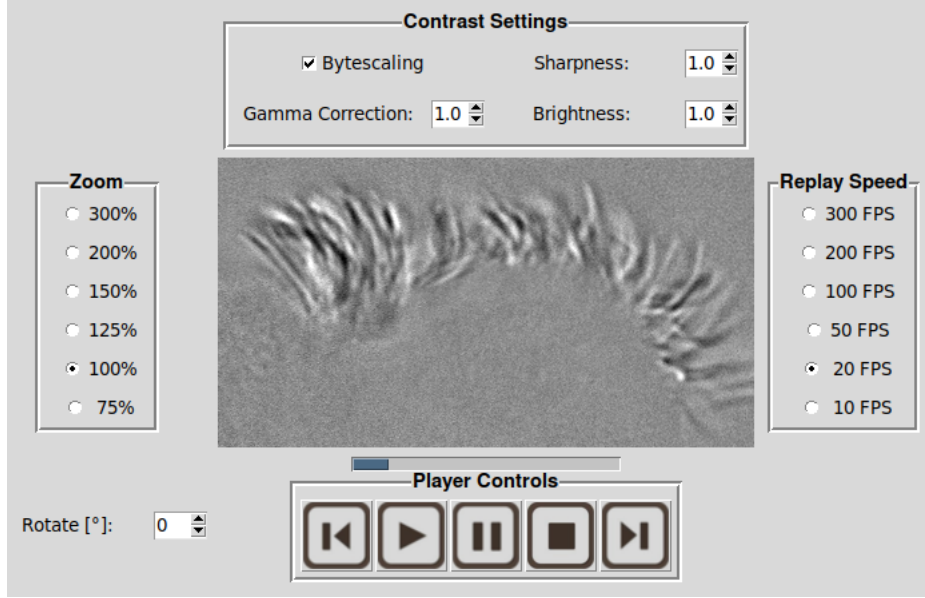 Contrast Settings
Bytescaling Sharpness: 1.0
Gamma Correction: 1.0 Brightness: 1.0
Zoom
300%
200%
150%
125%
100%
75%
Replay Speed
300 FPS
200 FPS
100 FPS
50 FPS
20 FPS
10 FPS
Player Controls
Rotate [°]: 0